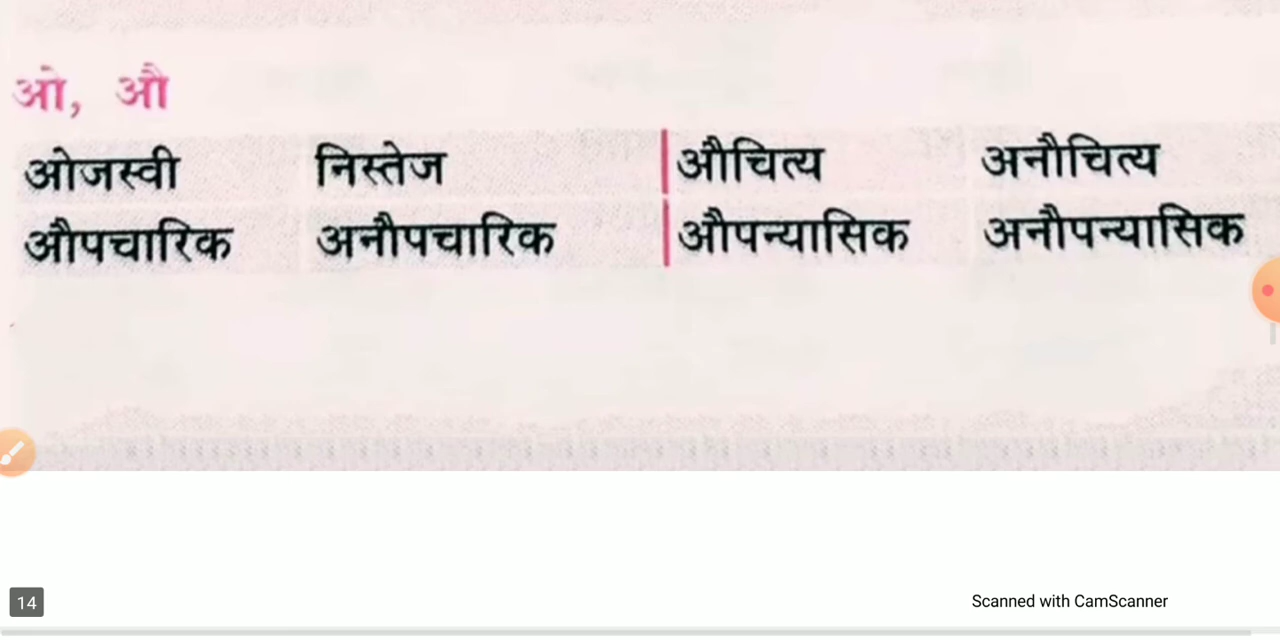 ओ, औ
ओजस्वी निस्तेज औचित्य अनौचित्य
औपचारिक अनौपचारिक औपन्यासिक अनौपन्यासिक
14 Scanned with CamScanner